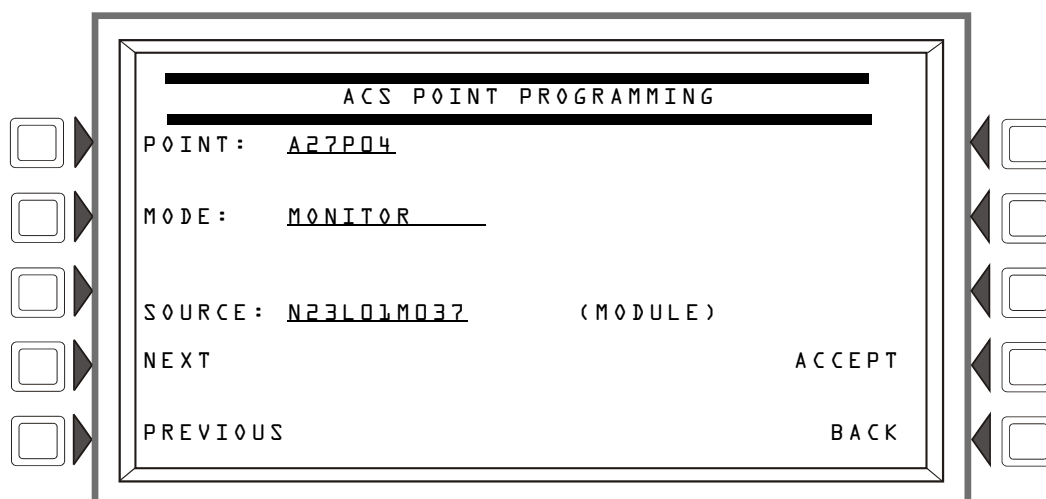 ACS POINT PROGRAMMING
POINT: A27P04
MODE: MONITOR
SOURCE: N23L01M037 (MODULE)
NEXT ACCEPT
PREVIOUS BACK